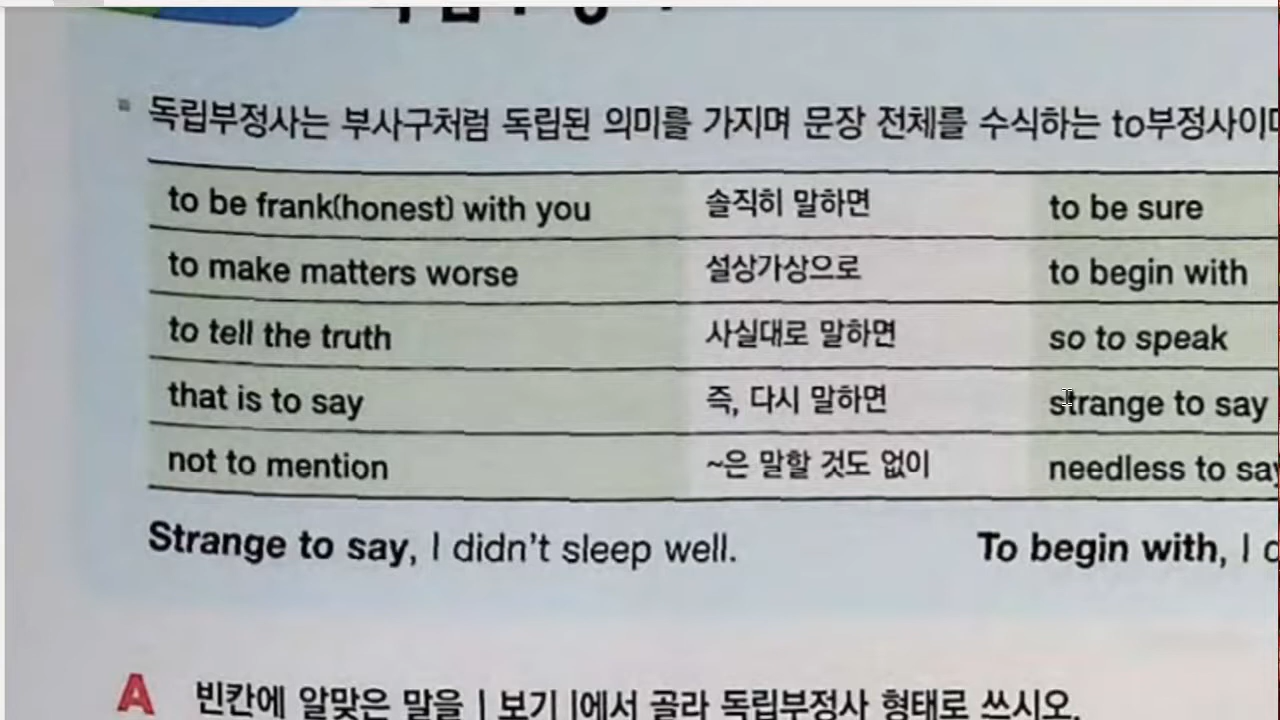 독립부정사는 부사구처럼 독립된 의미를 가지며 문장 전체를 수식하는 to부정사이며
to be frank(honest) with you 솔직히 말하면 to be sure
to make matters worse 설상가상으로 to begin with
to tell the truth 사실대로 말하면 so to speak
that is to say 즉, 다시 말하면 strange to say
not to mention ~은 말할 것도 없이 needless to say
Strange to say, I didn't sleep well. To begin with, I
A 빈칸에 알맞은 말을 | 보기 |에서 골라 독립부정사 형태로 쓰시오.